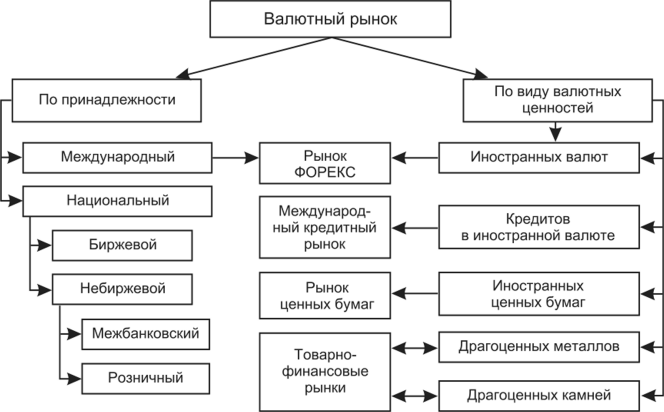 Валютный рынок
По принадлежности
По виду валютных
ценностей
Международный
Рынок
ФОРЕКС
Иностранных валют
Национальный
Международ-
ный кредитный
рынок
Кредитов
в иностранной валюте
Биржевой
Небиржевой
Рынок
ценных бумаг
Иностранных
ценных бумаг
Межбанковский
Товарно-
финансовые
рынки
Драгоценных металлов
Розничный
Драгоценных камней